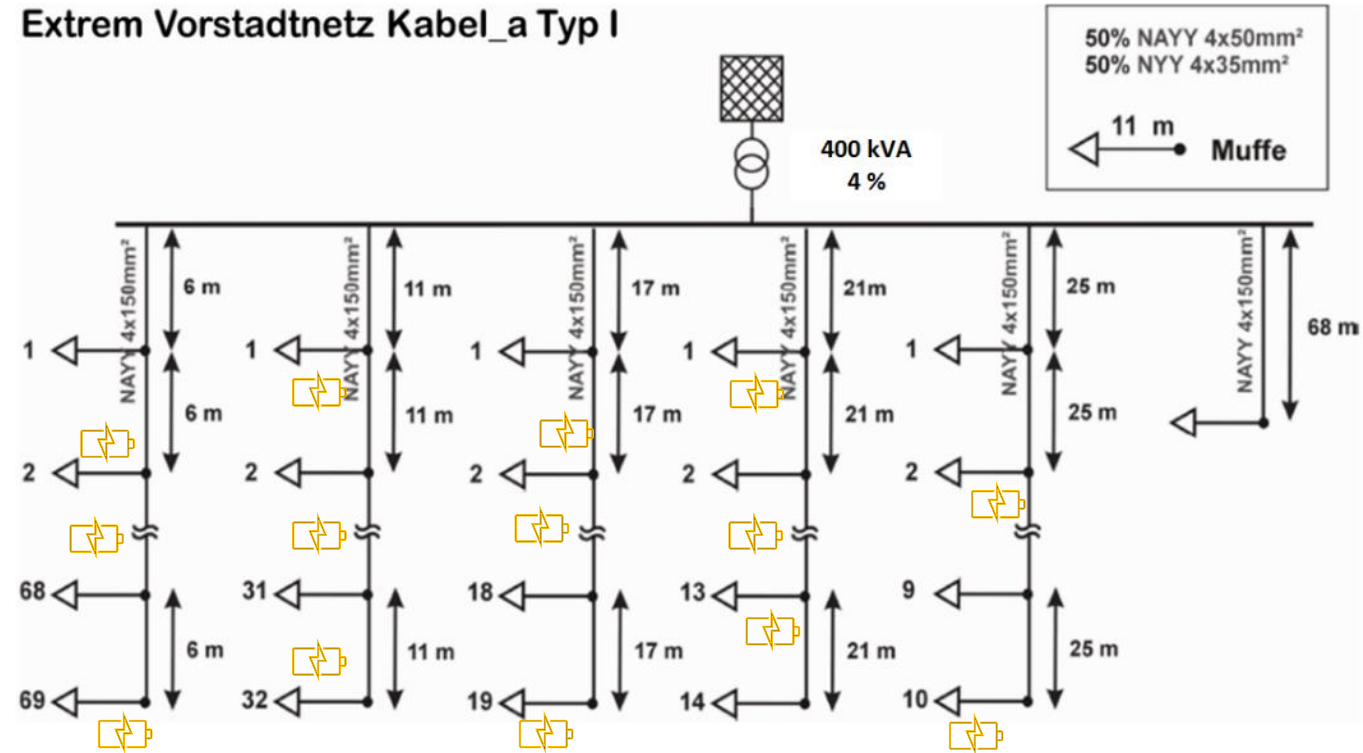 Extrem Vorstadtnetz Kabel_a Typ I
50% NAYY 4x50mm²
50% NYY 4x35mm²
11 m
Muffe
400 kVA
4 %
NAYY 4x150mm²
6 m
1
6 m
2
68
6 m
69
NAYY 4x150mm²
11 m
1
11 m
2
31
11 m
32
NAYY 4x150mm²
17 m
1
17 m
2
18
17 m
19
NAYY 4x150mm²
21m
1
21 m
2
13
21 m
14
NAYY 4x150mm²
25 m
1
25 m
2
9
25 m
10
NAYY 4x150mm²
68 m